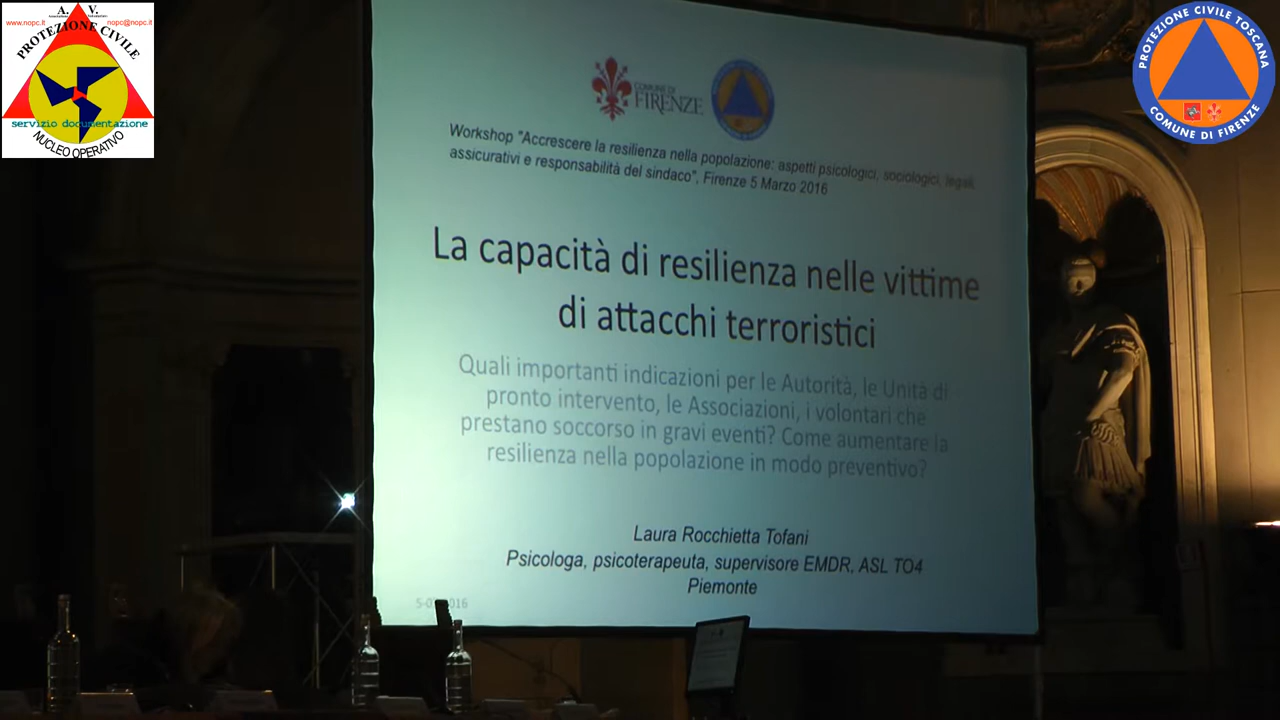 A. V.
www.nopc.it
nopc@nopc.it
PROTEZIONE CIVILE
servizio documentazione
NUCLEO OPERATIVO
PROTEZIONE CIVILE TOSCANA
COMUNE DI FIRENZE
COMUNE DI
FIRENZE
Workshop "Accrescere la resilienza nella popolazione: aspetti psicologici, sociologici, legali,
assicurativi e responsabilità del sindaco", Firenze 5 Marzo 2016
La capacità di resilienza nelle vittime
di attacchi terroristici
Quali importanti indicazioni per le Autorità, le Unità di
pronto intervento, le Associazioni, i volontari che
prestano soccorso in gravi eventi? Come aumentare la
resilienza nella popolazione in modo preventivo?
Laura Rocchietta Tofani
Psicologa, psicoterapeuta, supervisore EMDR, ASL TO4
Piemonte